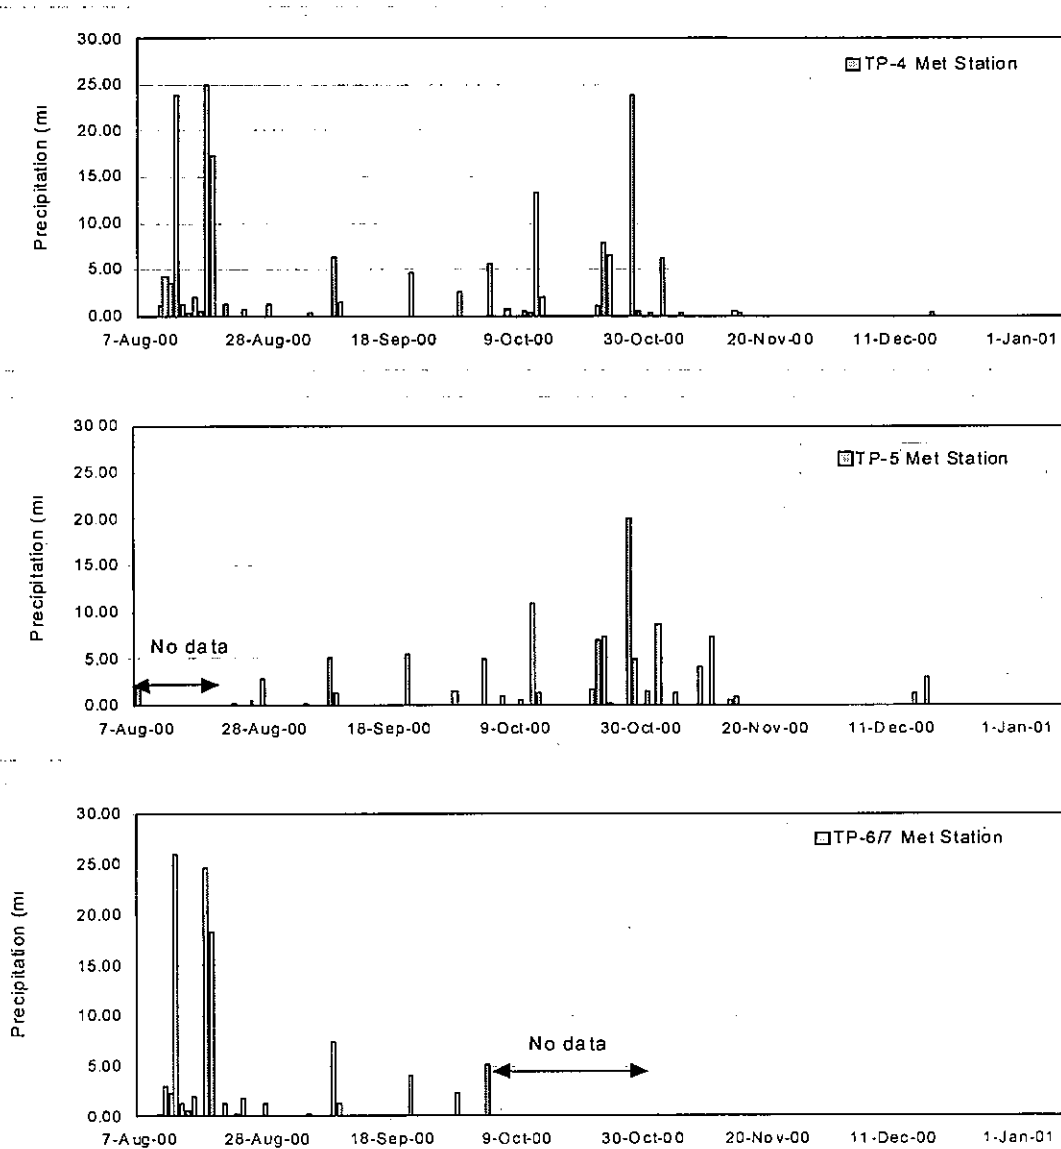 30.00
TP-4 Met Station
25.00
20.00
15.00
10.00
5.00
0.00
Precipitation (mı
7-Aug-00 28-Aug-00 18-Sep-00 9-Oct-00 30-Oct-00 20-Nov-00 11-Dec-00 1-Jan-01
30.00
TP-5 Met Station
25.00
20.00
15.00
10.00
No data
5.00
0.00
Precipitation (mı
7-Aug-00 28-Aug-00 18-Sep-00 9-Oct-00 30-Oct-00 20-Nov-00 11-Dec-00 1-Jan-01
30.00
TP-6/7 Met Station
25.00
20.00
15.00
10.00
No data
5.00
0.00
Precipitation (mı
7-Aug-00 28-Aug-00 18-Sep-00 9-Oct-00 30-Oct-00 20-Nov-00 11-Dec-00 1-Jan-01